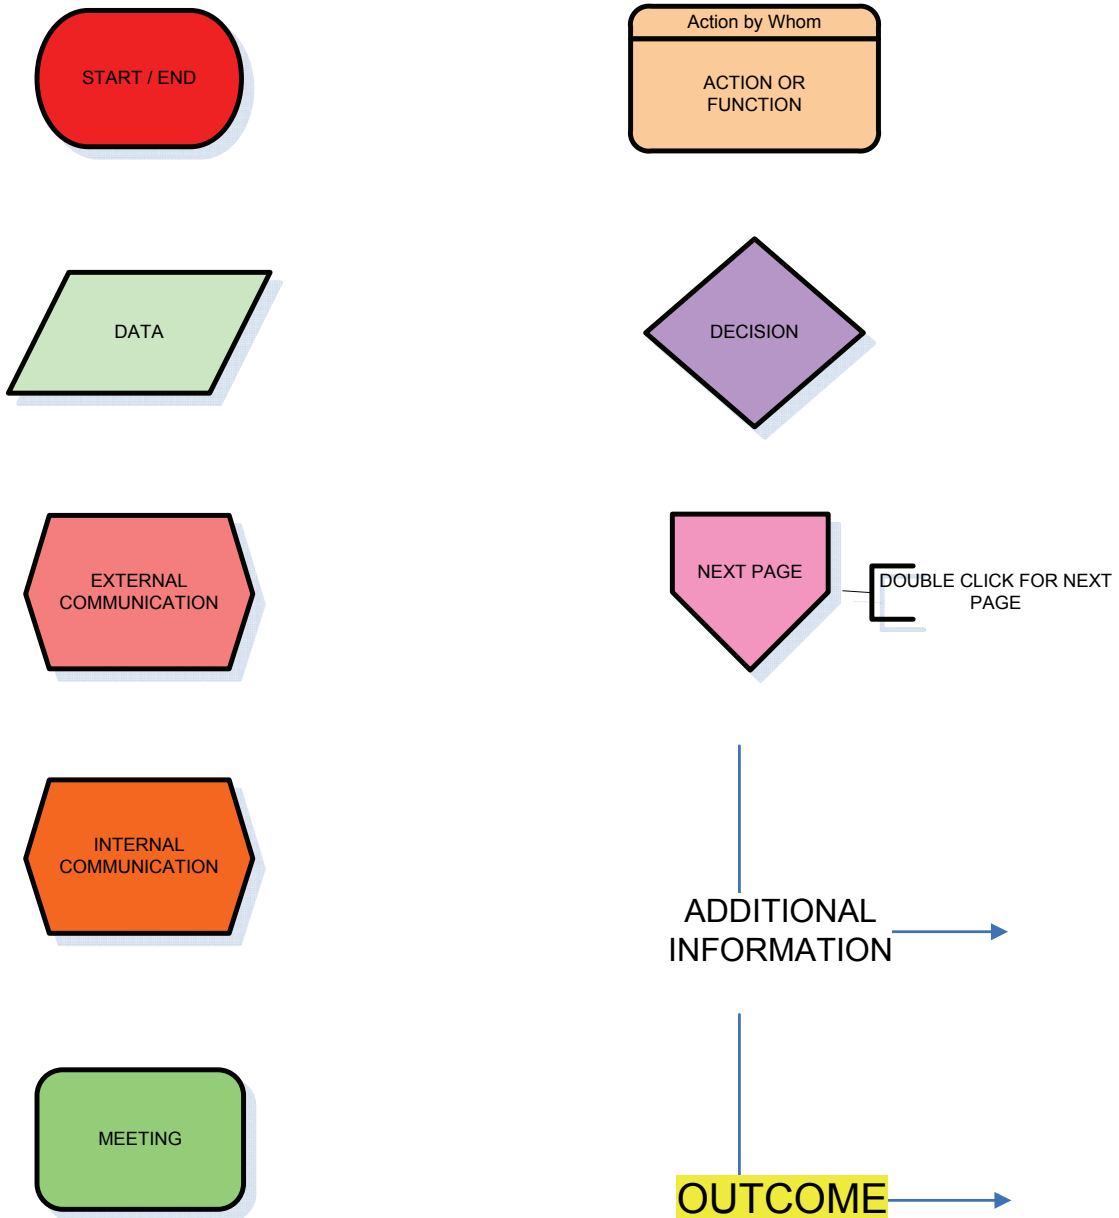 START / END
Action by Whom
ACTION OR
FUNCTION
DATA
DECISION
EXTERNAL
COMMUNICATION
NEXT PAGE
DOUBLE CLICK FOR NEXT
PAGE
INTERNAL
COMMUNICATION
ADDITIONAL
INFORMATION
MEETING
OUTCOME